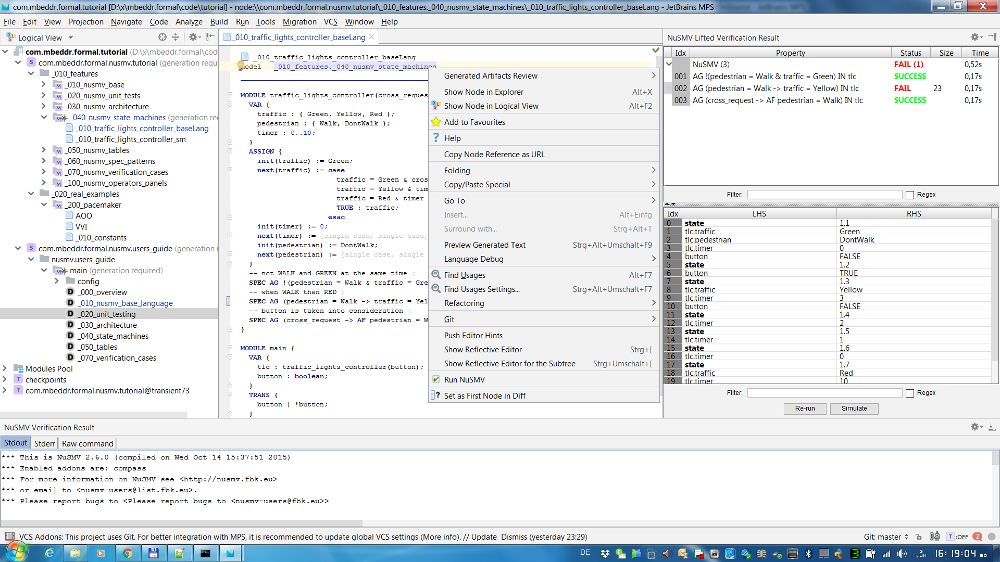 com.mbeddr.formal.tutorial [D:\x\mbeddr.formal\code\tutorial] - node:\\com.mbeddr.formal.nusmv.tutorial\_010_features._040_nusmv_state_machines\_010_traffic_lights_controller_baseLang - JetBrains MPS
File Edit View Projection Navigate Code Analyze Build Run Tools Migration VCS Window Help
Logical View
com.mbeddr.formal.tutorial (D:\x\mbeddr.formal\cod
com.mbeddr.formal.nusmv.tutorial (generation requi
_010_features
_010_nusmv_base
_020_nusmv_unit_tests
_030_nusmv_architecture
_040_nusmv_state_machines (generation rec
_010_traffic_lights_controller_baseLang
_010_traffic_lights_controller_sm
_050_nusmv_tables
_060_nusmv_spec_patterns
_070_nusmv_verification_cases
_100_nusmv_operators_panels
_020_real_examples
_200_pacemaker
AOO
VVI
_010_constants
com.mbeddr.formal.nusmv.users_guide (generation r
nusmv.users_guide
main (generation required)
config
_000_overview
_010_nusmv_base_language
_020_unit_testing
_030_architecture
_040_state_machines
_050_tables
_070_verification_cases
Modules Pool
checkpoints
com.mbeddr.formal.nusmv.tutorial@transient73
_010_traffic_lights_controller_baseLang
_010_traffic_lights_controller_baseLang
model _010_features._040_nusmv_state_machines
MODULE traffic_lights_controller(cross_reques
VAR {
traffic : { Green, Yellow, Red };
pedestrian : { Walk, DontWalk };
timer : 0..10;
}
ASSIGN {
init(traffic) := Green;
next(traffic) := case
traffic = Green & cros
traffic = Yellow & tim
traffic = Red & timer
TRUE : traffic;
esac
init(timer) := 0;
next(timer) := [single case, single case,
init(pedestrian) := DontWalk;
next(pedestrian) := [single case, single
}
-- not WALK and GREEN at the same time ;
SPEC AG !(pedestrian = Walk & traffic = Gre
-- when WALK then RED ;
SPEC AG (pedestrian = Walk -> traffic = Yel
-- button is taken into consideration ;
SPEC AG (cross_request -> AF pedestrian = W
}
MODULE main {
VAR {
tlc : traffic_lights_controller(button);
button : boolean;
}
TRANS {
button | !button;
}
Generated Artifacts Review
Show Node in Explorer Alt+X
Show Node in Logical View Alt+F2
Add to Favourites
Help
Copy Node Reference as URL
Folding
Copy/Paste Special
Go To
Insert... Alt+Einfg
Surround with... Strg+Alt+T
Preview Generated Text Strg+Alt+Umschalt+F9
Language Debug
Find Usages Alt+F7
Find Usages Settings... Strg+Alt+Umschalt+F7
Refactoring
Git
Push Editor Hints
Show Reflective Editor Strg+[
Show Reflective Editor for the Subtree Strg+Umschalt+[
Run NuSMV
Set as First Node in Diff
NuSMV Lifted Verification Result
Idx Property Status Size Time
NuSMV (3) FAIL (1) 0,52s
001 AG !(pedestrian = Walk & traffic = Green) IN tlc SUCCESS 0,17s
002 AG (pedestrian = Walk -> traffic = Yellow) IN tlc FAIL 23 0,17s
003 AG (cross_request -> AF pedestrian = Walk) IN tlc SUCCESS 0,17s
Filter: Regex
Idx LHS RHS
0 state 1.1
1 tlc.traffic Green
2 tlc.pedestrian DontWalk
3 tlc.timer 0
4 button FALSE
5 state 1.2
6 button TRUE
7 state 1.3
8 tlc.traffic Yellow
9 tlc.timer 3
10 button FALSE
11 state 1.4
12 tlc.timer 2
13 state 1.5
14 tlc.timer 1
15 state 1.6
16 tlc.timer 0
17 state 1.7
18 tlc.traffic Red
19 tlc.timer 10
Filter: Regex
Re-run Simulate
NuSMV Verification Result
Stdout Stderr Raw command
*** This is NuSMV 2.6.0 (compiled on Wed Oct 14 15:37:51 2015)
*** Enabled addons are: compass
*** For more information on NuSMV see <http://nusmv.fbk.eu>
*** or email to <nusmv-users@list.fbk.eu>.
*** Please report bugs to <Please report bugs to <nusmv-users@fbk.eu>>
VCS Addons: This project uses Git. For better integration with MPS, it is recommended to update global VCS settings (More info). // Update Dismiss (yesterday 23:29)
Git: master T :OFF 2
DE 3 JÚN 16:19:04 SO